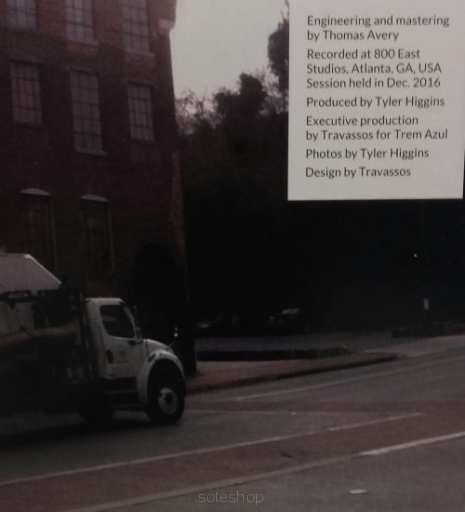 Engineering and mastering
by Thomas Avery
Recorded at 800 East
Studios, Atlanta, GA, USA
Session held in Dec. 2016
Produced by Tyler Higgins
Executive production
by Travassos for Trem Azul
Photos by Tyler Higgins
Design by Travassos
soleshop